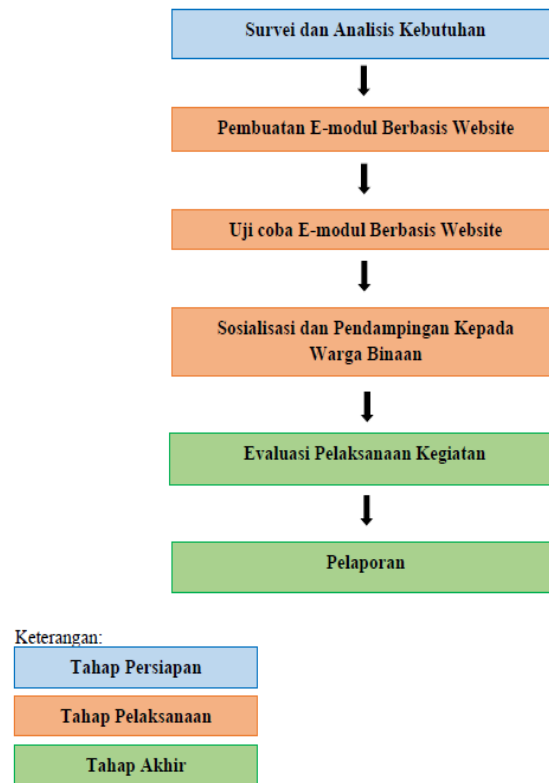 Survei dan Analisis Kebutuhan
Pembuatan E-modul Berbasis Website
Uji coba E-modul Berbasis Website
Sosialisasi dan Pendampingan Kepada
Warga Binaan
Evaluasi Pelaksanaan Kegiatan
Pelaporan
Keterangan:
Tahap Persiapan
Tahap Pelaksanaan
Tahap Akhir